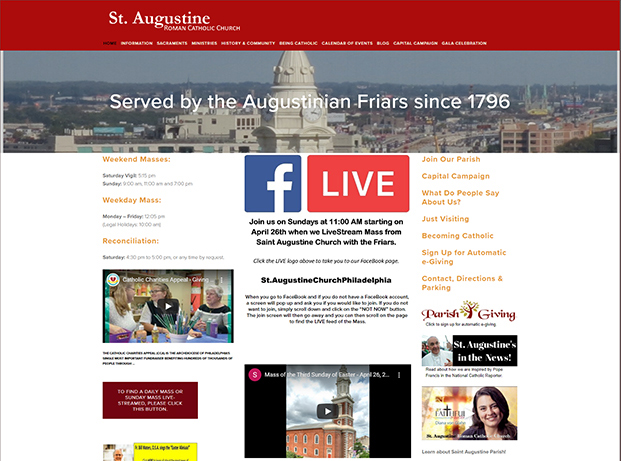 St. Augustine
ROMAN CATHOLIC CHURCH
HOME INFORMATION SACRAMENTS MINISTRIES HISTORY & COMMUNITY BEING CATHOLIC CALENDAR OF EVENTS BLOG CAPITAL CAMPAIGN GALA CELEBRATION
Served by the Augustinian Friars since 1796
Weekend Masses:
Saturday Vigil: 5:15 pm
Sunday: 9:00 am, 11:00 am and 7:00 pm
Weekday Mass:
Monday – Friday: 12:05 pm
(Legal Holidays: 10:00 am)
Reconciliation:
Saturday: 4:30 pm to 5:00 pm, or any time by request.
Catholic Charities Appeal - Giving
THE CATHOLIC CHARITIES APPEAL (CCA) IS THE ARCHDIOCESE OF PHILADELPHIA'S
SINGLE MOST IMPORTANT FUNDRAISER BENEFITING HUNDREDS OF THOUSANDS OF
PEOPLE THROUGH ...
TO FIND A DAILY MASS OR
SUNDAY MASS LIVE-
STREAMED, PLEASE CLICK
THIS BUTTON.
f LIVE
Join us on Sundays at 11:00 AM starting on
April 26th when we LiveStream Mass from
Saint Augustine Church with the Friars.
Click the LIVE logo above to take you to our FaceBook page.
St.AugustineChurchPhiladelphia
When you go to FaceBook and if you do not have a FaceBook account,
a screen will pop up and ask you if you would like to join. If you do not
want to join, simply scroll down and click on the "NOT NOW" button.
The join screen will then go away and you can then scroll on the page
to find the LIVE feed of the Mass.
S Mass of the Third Sunday of Easter - April 26, 2...
Join Our Parish
Capital Campaign
What Do People Say
About Us?
Just Visiting
Becoming Catholic
Sign Up for Automatic
e-Giving
Contact, Directions &
Parking
Parish Giving
Click to sign up for automatic e-giving
St. Augustine's
in the News!
Read about how we are inspired by Pope
Francis in the National Catholic Reporter
FAITHFUL
St. Augustine Roman Catholic Church
Learn about Saint Augustine Parish!